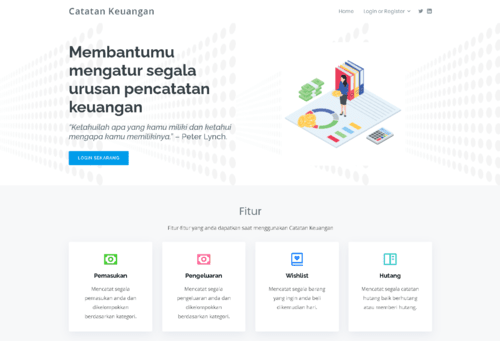 Catatan Keuangan
Home
Login or Register
Membantumu
mengatur segala
urusan pencatatan
keuangan
"Ketahuilah apa yang kamu miliki dan ketahui
mengapa kamu memilikinya." – Peter Lynch
LOGIN SEKARANG
Fitur
Fitur-fitur yang anda dapatkan saat menggunakan Catatan Keuangan
Pemasukan
Mencatat segala
pemasukan anda dan
dikelompokkan
berdasarkan kategori.
Pengeluaran
Mencatat segala
pengeluaran anda dan
dikelompokkan
berdasarkan kategori.
Wishlist
Mencatat segala barang
yang ingin anda beli
dikemudian hari.
Hutang
Mencatat segala catatan
hutang baik berhutang
atau memberi hutang.